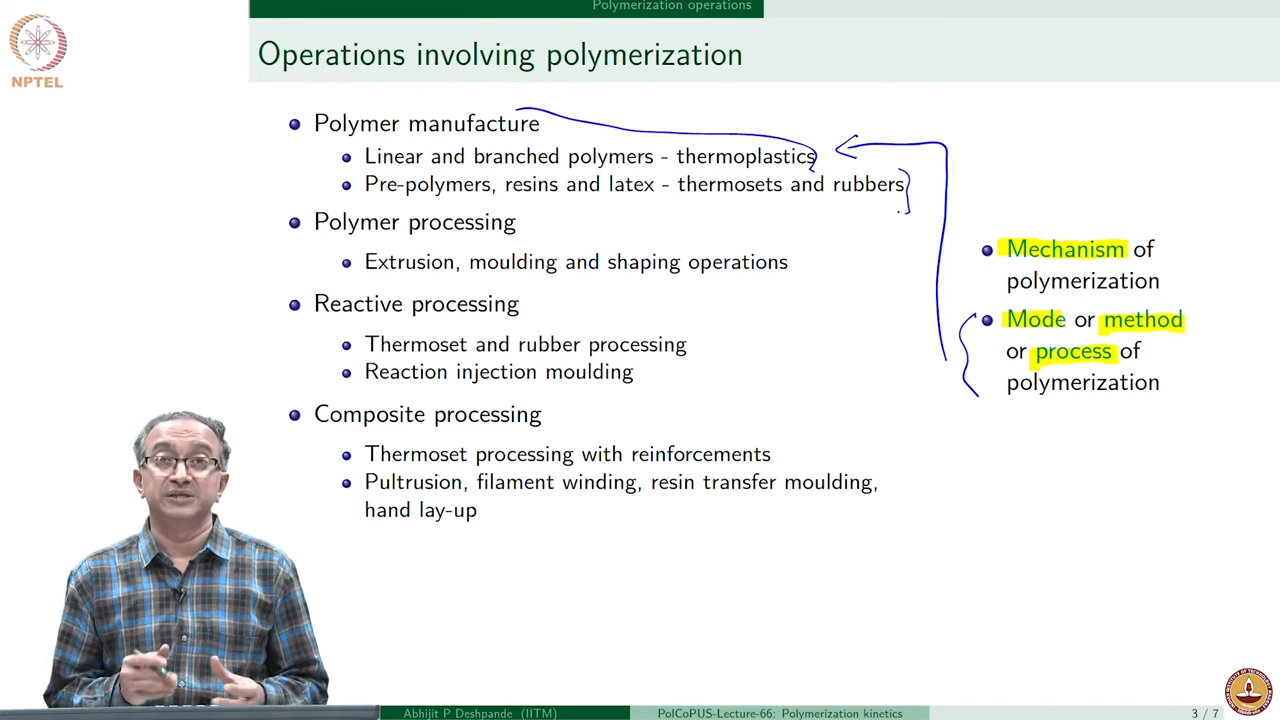 Polymerization operations
NPTEL
Operations involving polymerization
Polymer manufacture
Linear and branched polymers - thermoplastics
Pre-polymers, resins and latex - thermosets and rubbers
Polymer processing
Extrusion, moulding and shaping operations
Reactive processing
Thermoset and rubber processing
Reaction injection moulding
Composite processing
Thermoset processing with reinforcements
Pultrusion, filament winding, resin transfer moulding,
hand lay-up
Mechanism of
polymerization
Mode or method
or process of
polymerization
Abhijit P Deshpande (IITM)
PolCoPUS-Lecture-66: Polymerization kinetics
3 / 7